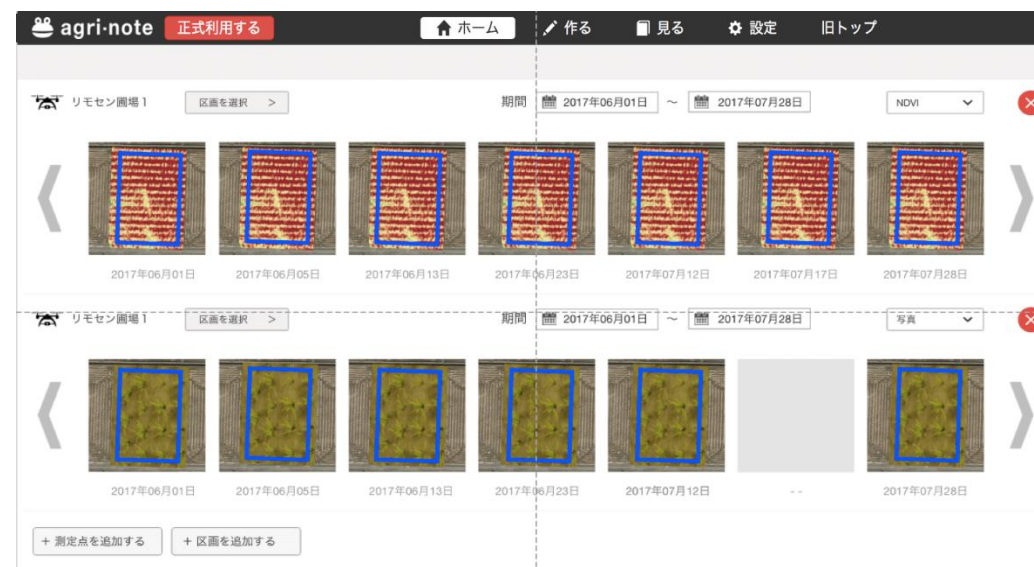 agri-note 正式利用する ホーム 作る 見る 設定 旧トップ
リモセン圃場1 区画を選択 > 期間 2017年06月01日 ~ 2017年07月28日 NDVI
2017年06月01日 2017年06月05日 2017年06月13日 2017年06月23日 2017年07月12日 2017年07月17日 2017年07月28日
リモセン圃場1 区画を選択 > 期間 2017年06月01日 ~ 2017年07月28日 写真
2017年06月01日 2017年06月05日 2017年06月13日 2017年06月23日 2017年07月12日 -- 2017年07月28日
+ 測定点を追加する + 区画を追加する